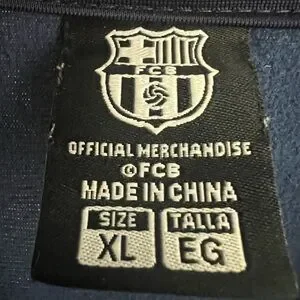 FCB
OFFICIAL MERCHANDISE
©FCB
MADE IN CHINA
SIZE TALLA
XL EG